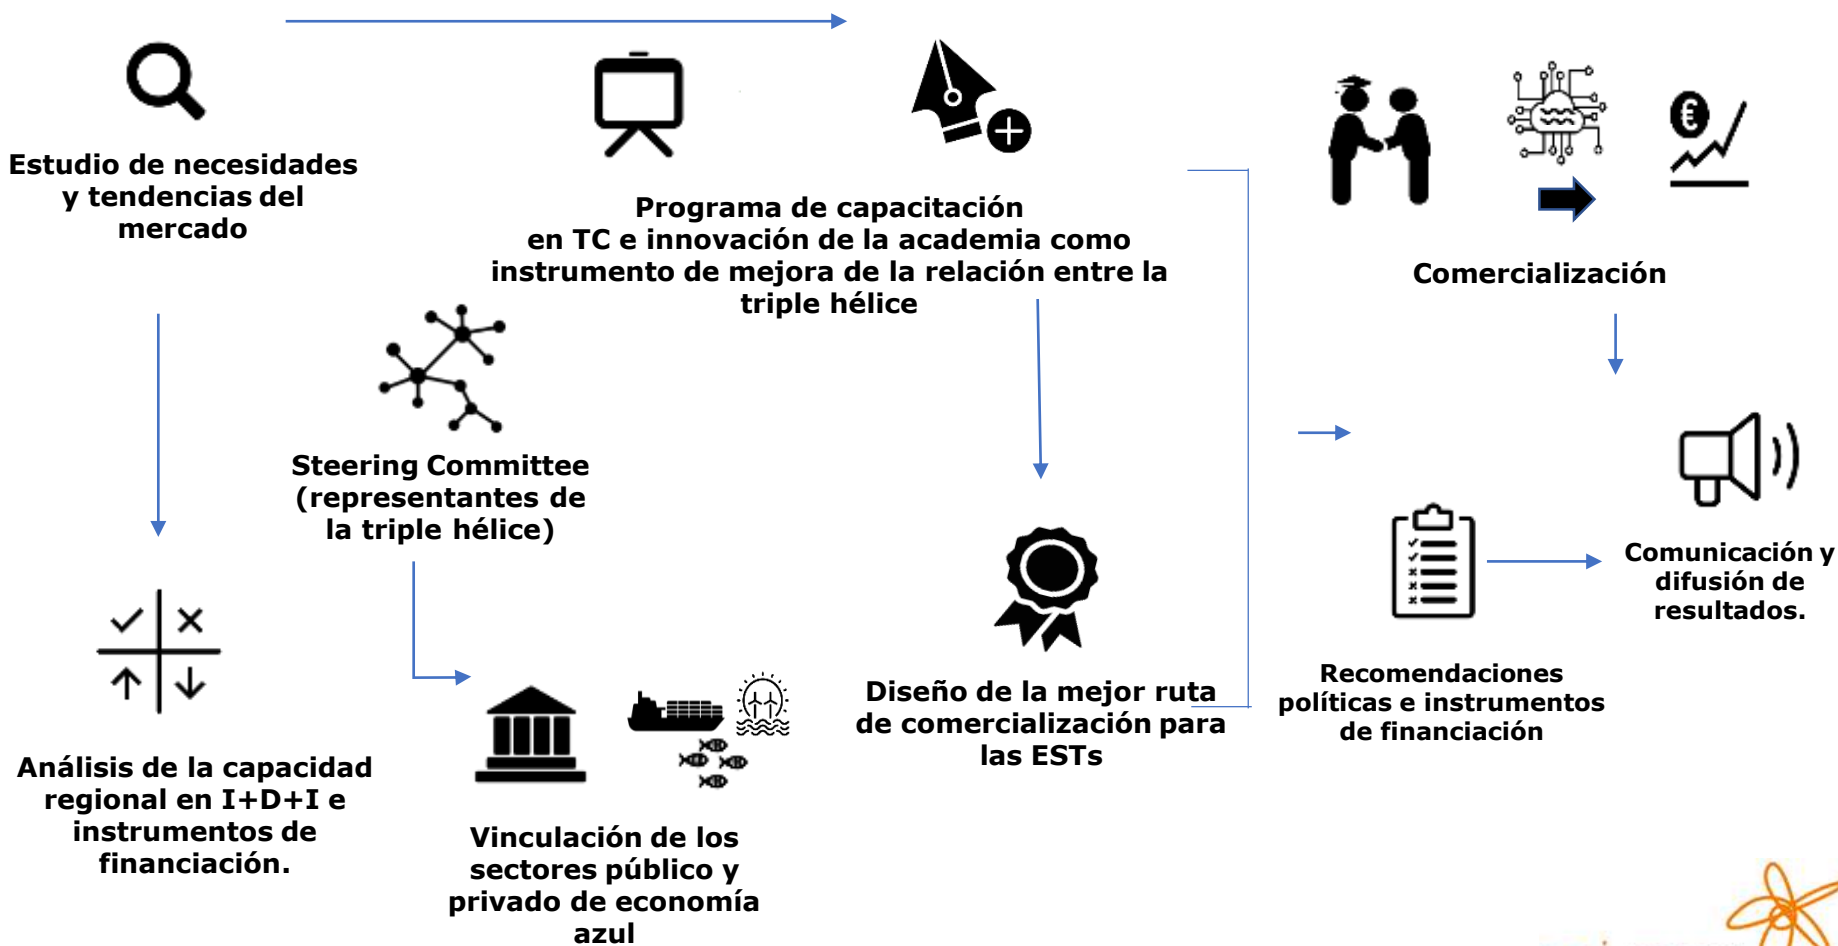 Estudio de necesidades
y tendencias del
mercado
Programa de capacitación
en TC e innovación de la academia como
instrumento de mejora de la relación entre la
triple hélice
Comercialización
Steering Committee
(representantes de
la triple hélice)
Comunicación y
difusión de
resultados.
Recomendaciones
políticas e instrumentos
de financiación
Diseño de la mejor ruta
de comercialización para
las ESTs
Análisis de la capacidad
regional en I+D+I e
instrumentos de
financiación.
Vinculación de los
sectores público y
privado de economía
azul